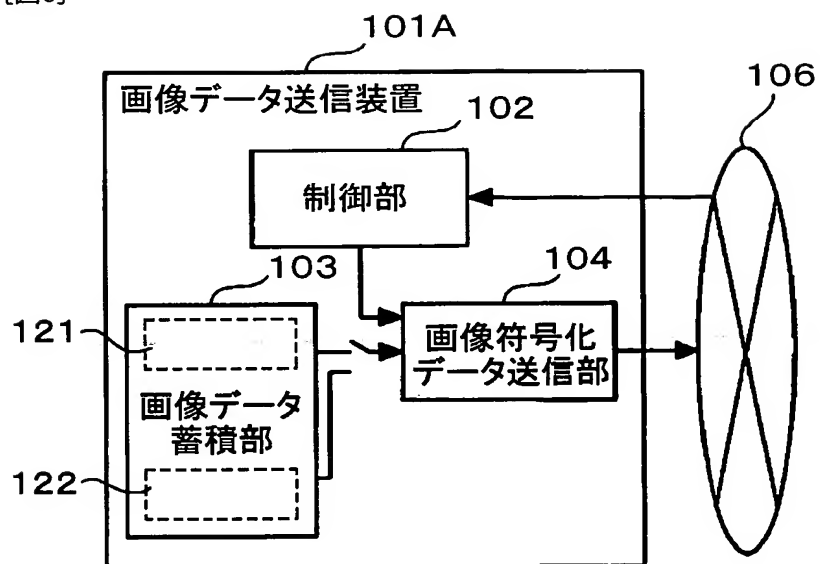 101A
画像データ送信装置
106
102
制御部
103
104
121
画像符号化
データ送信部
画像データ
蓄積部
122